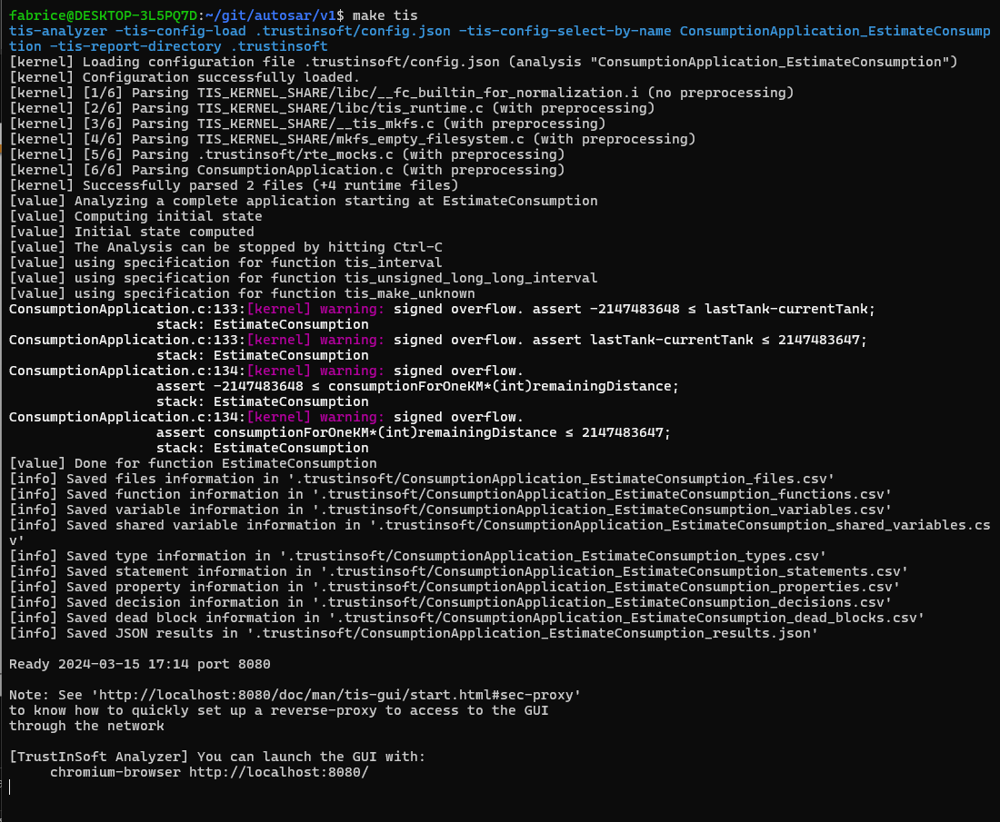 fabrice@DESKTOP-3L5PQ7D:~/git/autosar/v1$ make tis
tis-analyzer -tis-config-load .trustinsoft/config.json -tis-config-select-by-name ConsumptionApplication_EstimateConsump
tion -tis-report-directory .trustinsoft
[kernel] Loading configuration file .trustinsoft/config.json (analysis "ConsumptionApplication_EstimateConsumption")
[kernel] Configuration successfully loaded.
[kernel] [1/6] Parsing TIS_KERNEL_SHARE/libc/__fc_builtin_for_normalization.i (no preprocessing)
[kernel] [2/6] Parsing TIS_KERNEL_SHARE/libc/tis_runtime.c (with preprocessing)
[kernel] [3/6] Parsing TIS_KERNEL_SHARE/__tis_mkfs.c (with preprocessing)
[kernel] [4/6] Parsing TIS_KERNEL_SHARE/mkfs_empty_filesystem.c (with preprocessing)
[kernel] [5/6] Parsing .trustinsoft/rte_mocks.c (with preprocessing)
[kernel] [6/6] Parsing ConsumptionApplication.c (with preprocessing)
[kernel] Successfully parsed 2 files (+4 runtime files)
[value] Analyzing a complete application starting at EstimateConsumption
[value] Computing initial state
[value] Initial state computed
[value] The Analysis can be stopped by hitting Ctrl-C
[value] using specification for function tis_interval
[value] using specification for function tis_unsigned_long_long_interval
[value] using specification for function tis_make_unknown
ConsumptionApplication.c:133:[kernel] warning: signed overflow. assert -2147483648 ≤ lastTank-currentTank;
stack: EstimateConsumption
ConsumptionApplication.c:133:[kernel] warning: signed overflow. assert lastTank-currentTank ≤ 2147483647;
stack: EstimateConsumption
ConsumptionApplication.c:134:[kernel] warning: signed overflow.
assert -2147483648 ≤ consumptionForOneKM*(int)remainingDistance;
stack: EstimateConsumption
ConsumptionApplication.c:134:[kernel] warning: signed overflow.
assert consumptionForOneKM*(int)remainingDistance ≤ 2147483647;
stack: EstimateConsumption
[value] Done for function EstimateConsumption
[info] Saved files information in '.trustinsoft/ConsumptionApplication_EstimateConsumption_files.csv'
[info] Saved function information in '.trustinsoft/ConsumptionApplication_EstimateConsumption_functions.csv'
[info] Saved variable information in '.trustinsoft/ConsumptionApplication_EstimateConsumption_variables.csv'
[info] Saved shared variable information in '.trustinsoft/ConsumptionApplication_EstimateConsumption_shared_variables.cs
v'
[info] Saved type information in '.trustinsoft/ConsumptionApplication_EstimateConsumption_types.csv'
[info] Saved statement information in '.trustinsoft/ConsumptionApplication_EstimateConsumption_statements.csv'
[info] Saved property information in '.trustinsoft/ConsumptionApplication_EstimateConsumption_properties.csv'
[info] Saved decision information in '.trustinsoft/ConsumptionApplication_EstimateConsumption_decisions.csv'
[info] Saved dead block information in '.trustinsoft/ConsumptionApplication_EstimateConsumption_dead_blocks.csv'
[info] Saved JSON results in '.trustinsoft/ConsumptionApplication_EstimateConsumption_results.json'
Ready 2024-03-15 17:14 port 8080
Note: See 'http://localhost:8080/doc/man/tis-gui/start.html#sec-proxy'
to know how to quickly set up a reverse-proxy to access to the GUI
through the network
[TrustInSoft Analyzer] You can launch the GUI with:
chromium-browser http://localhost:8080/